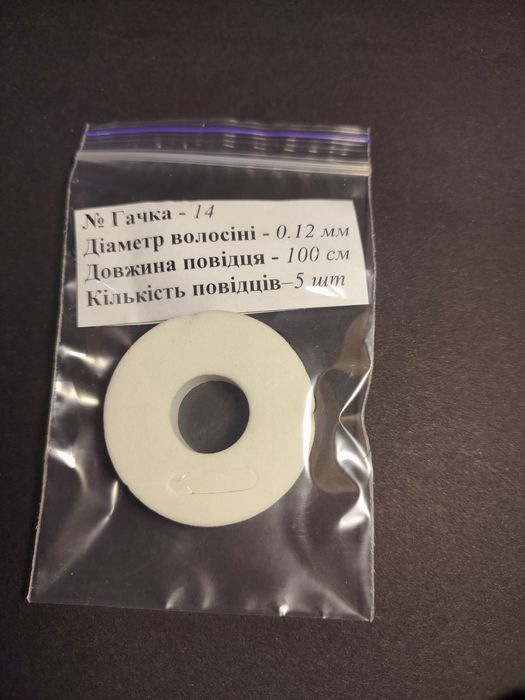 № Гачка - 14
Діаметр волосіні - 0.12 мм
Довжина повідця - 100 см
Кількість повідців–5 шт